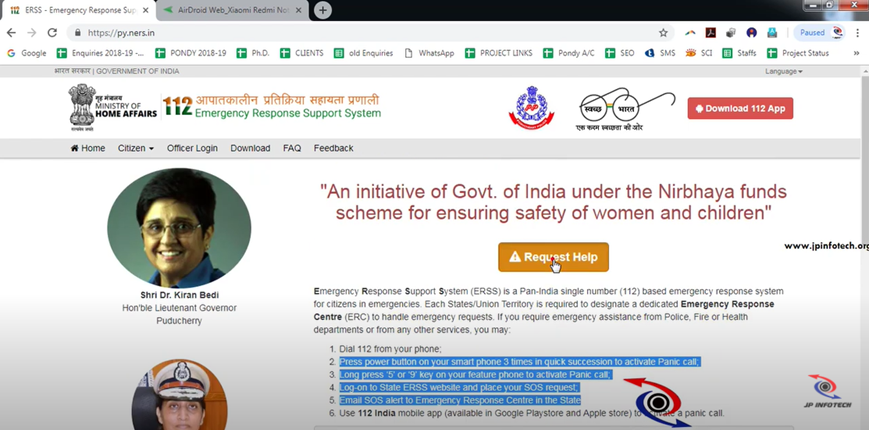 ERSS - Emergency Response Supp
AirDroid Web_Xiaomi Redmi Not
https://py.ners.in
Paused
Google
Enquiries 2018-19 -...
PONDY 2018-19
Ph.D.
CLIENTS
old Enquiries
WhatsApp
PROJECT LINKS
Pondy A/C
SEO
SMS
SCI
Staffs
Project Status
भारत सरकार | GOVERNMENT OF INDIA
Language
गृह मंत्रालय
MINISTRY OF
HOME AFFAIRS
112 आपातकालीन प्रतिक्रिया सहायता प्रणाली
Emergency Response Support System
स्वच्छ भारत
एक कदम स्वच्छता की ओर
Download 112 App
Home
Citizen
Officer Login
Download
FAQ
Feedback
"An initiative of Govt. of India under the Nirbhaya funds
scheme for ensuring safety of women and children"
Request Help
www.jpinfotech.org
Shri Dr. Kiran Bedi
Hon'ble Lieutenant Governor
Puducherry
Emergency Response Support System (ERSS) is a Pan-India single number (112) based emergency response system
for citizens in emergencies. Each States/Union Territory is required to designate a dedicated Emergency Response
Centre (ERC) to handle emergency requests. If you require emergency assistance from Police, Fire or Health
departments or from any other services, you may:
1. Dial 112 from your phone;
2. Press power button on your smart phone 3 times in quick succession to activate Panic call;
3. Long press '5' or '9' key on your feature phone to activate Panic call;
4. Log-on to State ERSS website and place your SOS request;
5. Email SOS alert to Emergency Response Centre in the State
6. Use 112 India mobile app (available in Google Playstore and Apple store) to activate a panic call.
JP INFOTECH